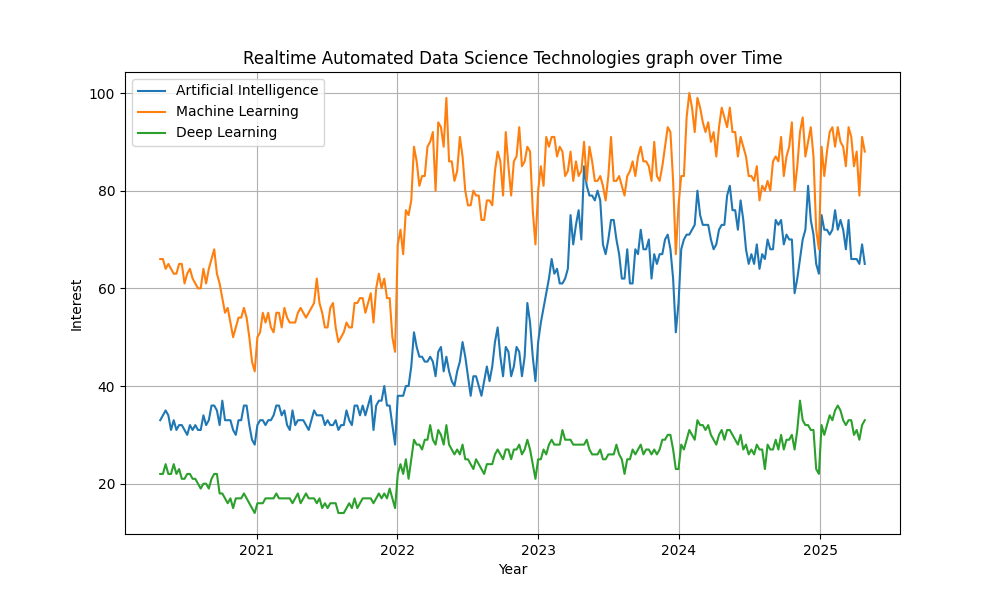 Realtime Automated Data Science Technologies graph over Time
Artificial Intelligence
Machine Learning
Deep Learning
100
80
60
40
20
Interest
2021 2022 2023 2024 2025
Year